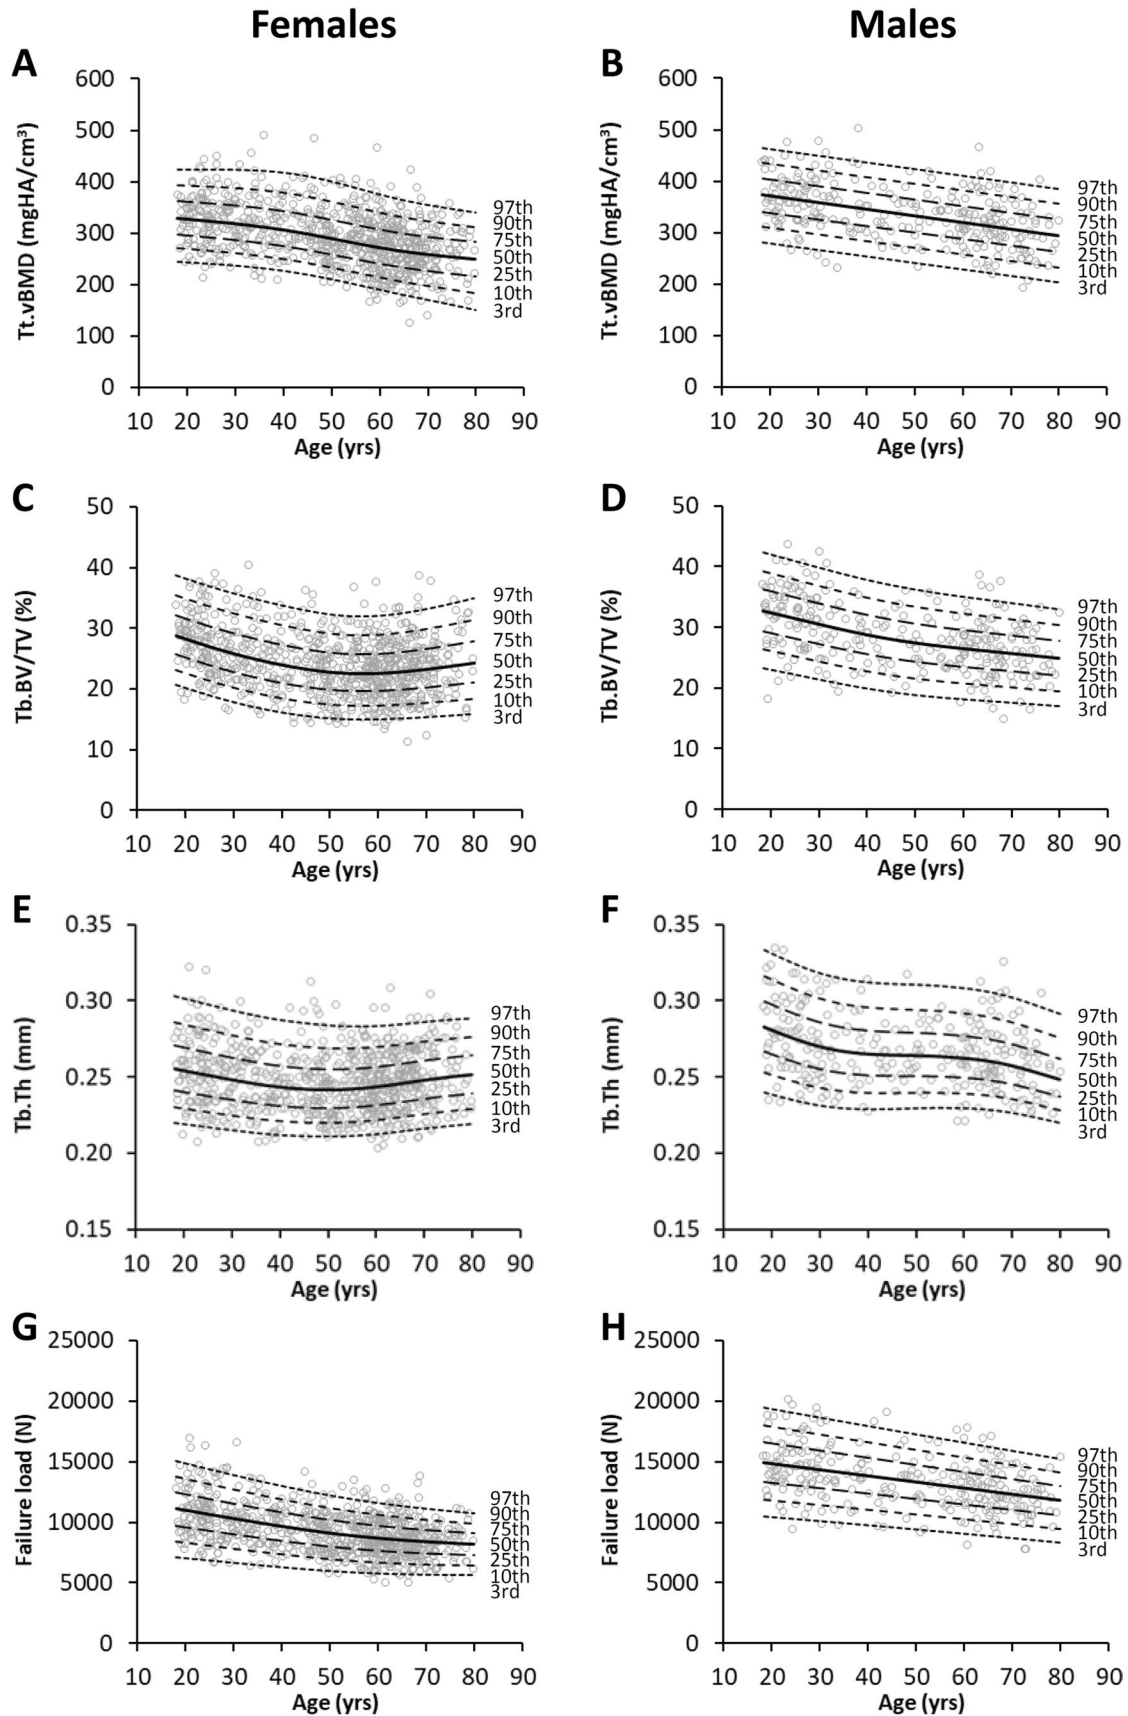 Females Males
A B
600 600
500 500
400 400
300 300
200 200
100 100
0 0
Tt.vBMD (mgHA/cm³) Tt.vBMD (mgHA/cm³)
97th 97th
90th 90th
75th 75th
50th 50th
25th 25th
10th 10th
3rd 3rd
10 20 30 40 50 60 70 80 90 10 20 30 40 50 60 70 80 90
Age (yrs) Age (yrs)
C D
50 50
40 40
30 30
20 20
10 10
0 0
Tb.BV/TV (%) Tb.BV/TV (%)
97th 97th
90th 90th
75th 75th
50th 50th
25th 25th
10th 10th
3rd 3rd
10 20 30 40 50 60 70 80 90 10 20 30 40 50 60 70 80 90
Age (yrs) Age (yrs)
E F
0.35 0.35
0.30 0.30
0.25 0.25
0.20 0.20
0.15 0.15
Tb.Th (mm) Tb.Th (mm)
97th 97th
90th 90th
75th 75th
50th 50th
25th 25th
10th 10th
3rd 3rd
10 20 30 40 50 60 70 80 90 10 20 30 40 50 60 70 80 90
Age (yrs) Age (yrs)
G H
25000 25000
20000 20000
15000 15000
10000 10000
5000 5000
0 0
Failure load (N) Failure load (N)
97th 97th
90th 90th
75th 75th
50th 50th
25th 25th
10th 10th
3rd 3rd
10 20 30 40 50 60 70 80 90 10 20 30 40 50 60 70 80 90
Age (yrs) Age (yrs)